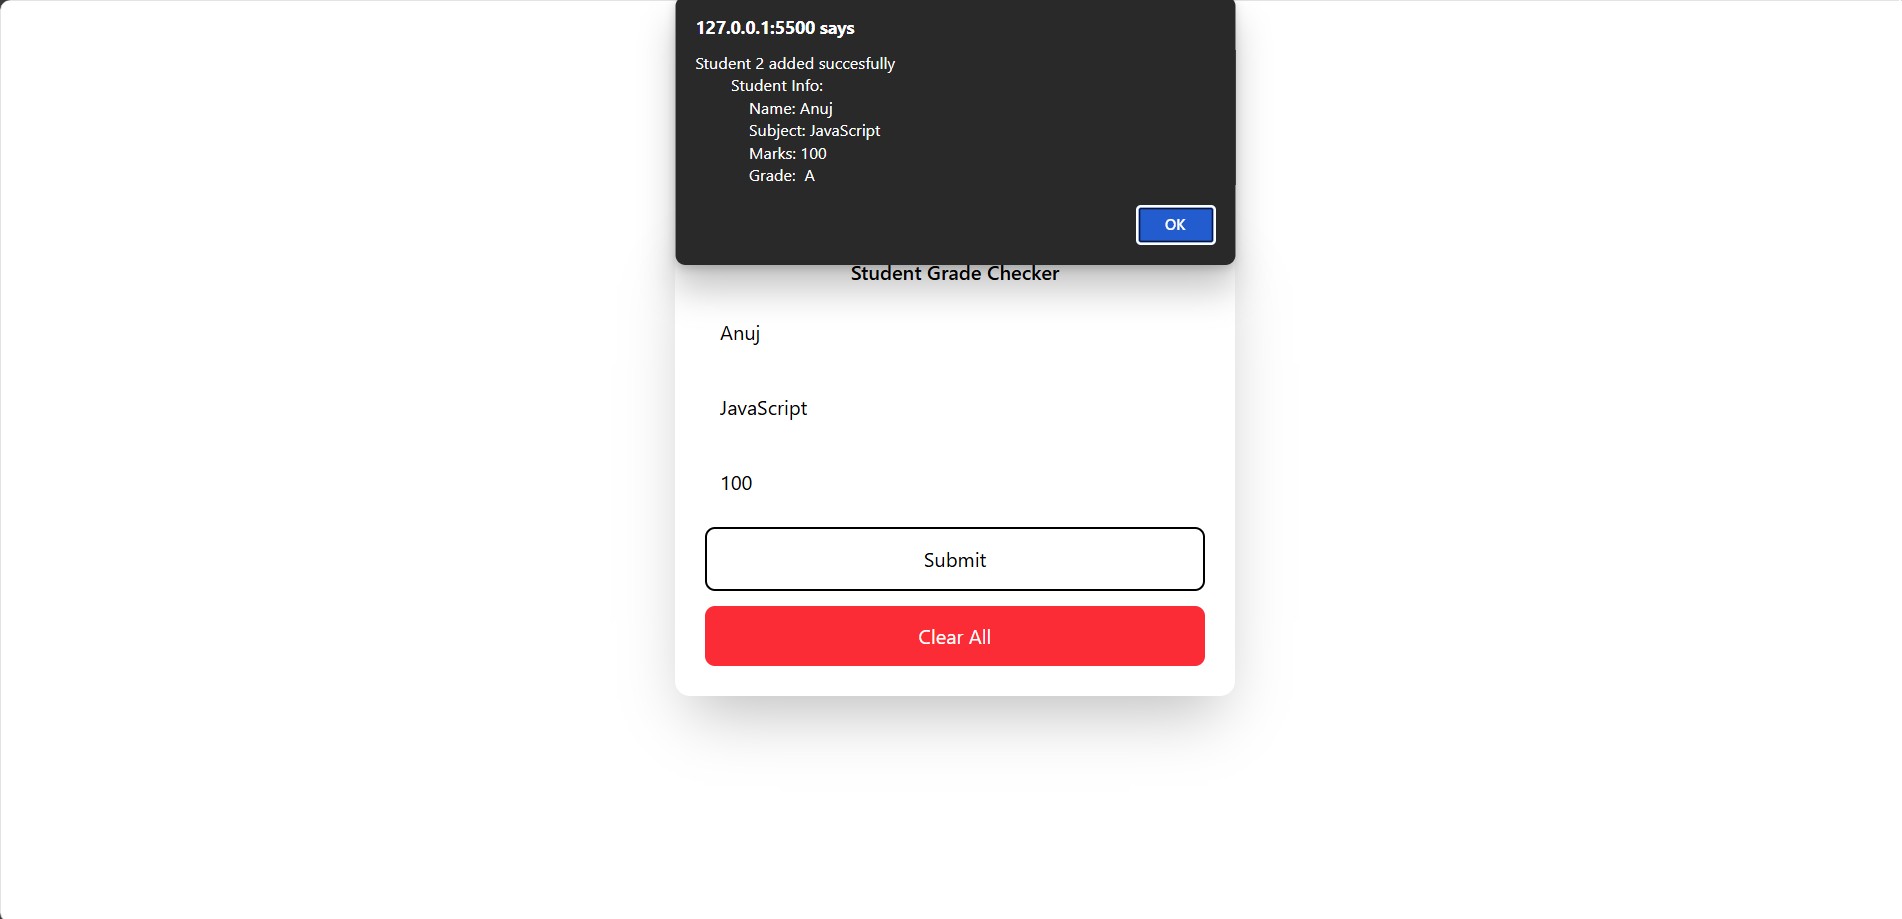 127.0.0.1:5500 says
Student 2 added succesfully
Student Info:
Name: Anuj
Subject: JavaScript
Marks: 100
Grade:  A
OK
Student Grade Checker
Anuj
JavaScript
100
Submit
Clear All